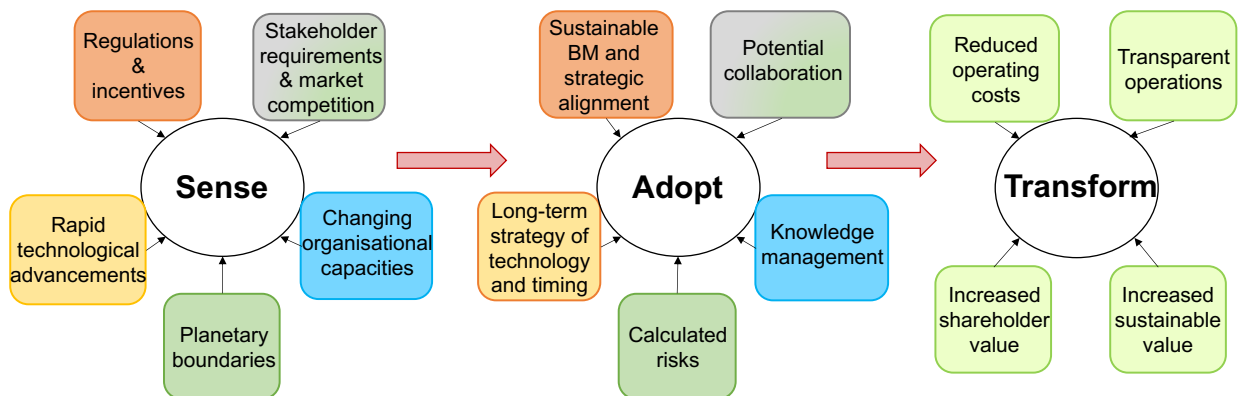 Regulations
&
incentives
Stakeholder
requirements
& market
competition
Sense
Rapid
technological
advancements
Changing
organisational
capacities
Planetary
boundaries
Sustainable
BM and
strategic
alignment
Potential
collaboration
Adopt
Long-term
strategy of
technology
and timing
Knowledge
management
Calculated
risks
Reduced
operating
costs
Transparent
operations
Transform
Increased
shareholder
value
Increased
sustainable
value